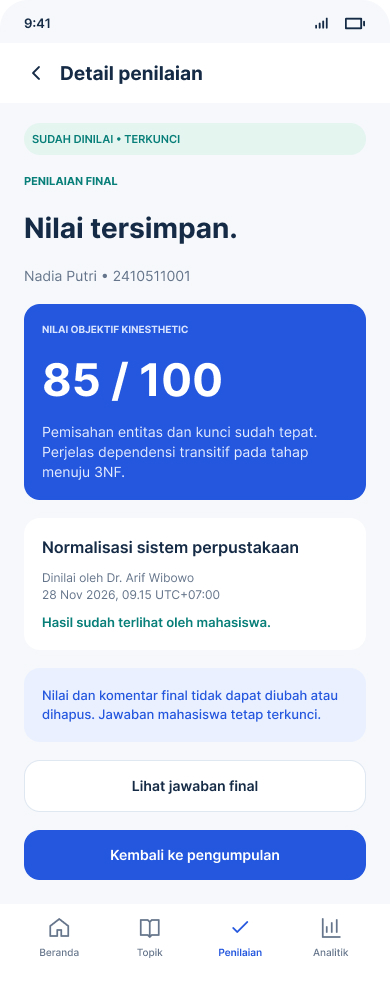 9:41
Detail penilaian
SUDAH DINILAI • TERKUNCI
PENILAIAN FINAL
Nilai tersimpan.
Nadia Putri • 2410511001
NILAI OBJEKTIF KINESTHETIC
85 / 100
Pemisahan entitas dan kunci sudah tepat.
Perjelas dependensi transitif pada tahap
menuju 3NF.
Normalisasi sistem perpustakaan
Dinilai oleh Dr. Arif Wibowo
28 Nov 2026, 09.15 UTC+07:00
Hasil sudah terlihat oleh mahasiswa.
Nilai dan komentar final tidak dapat diubah atau
dihapus. Jawaban mahasiswa tetap terkunci.
Lihat jawaban final
Kembali ke pengumpulan
Beranda
Topik
Penilaian
Analitik